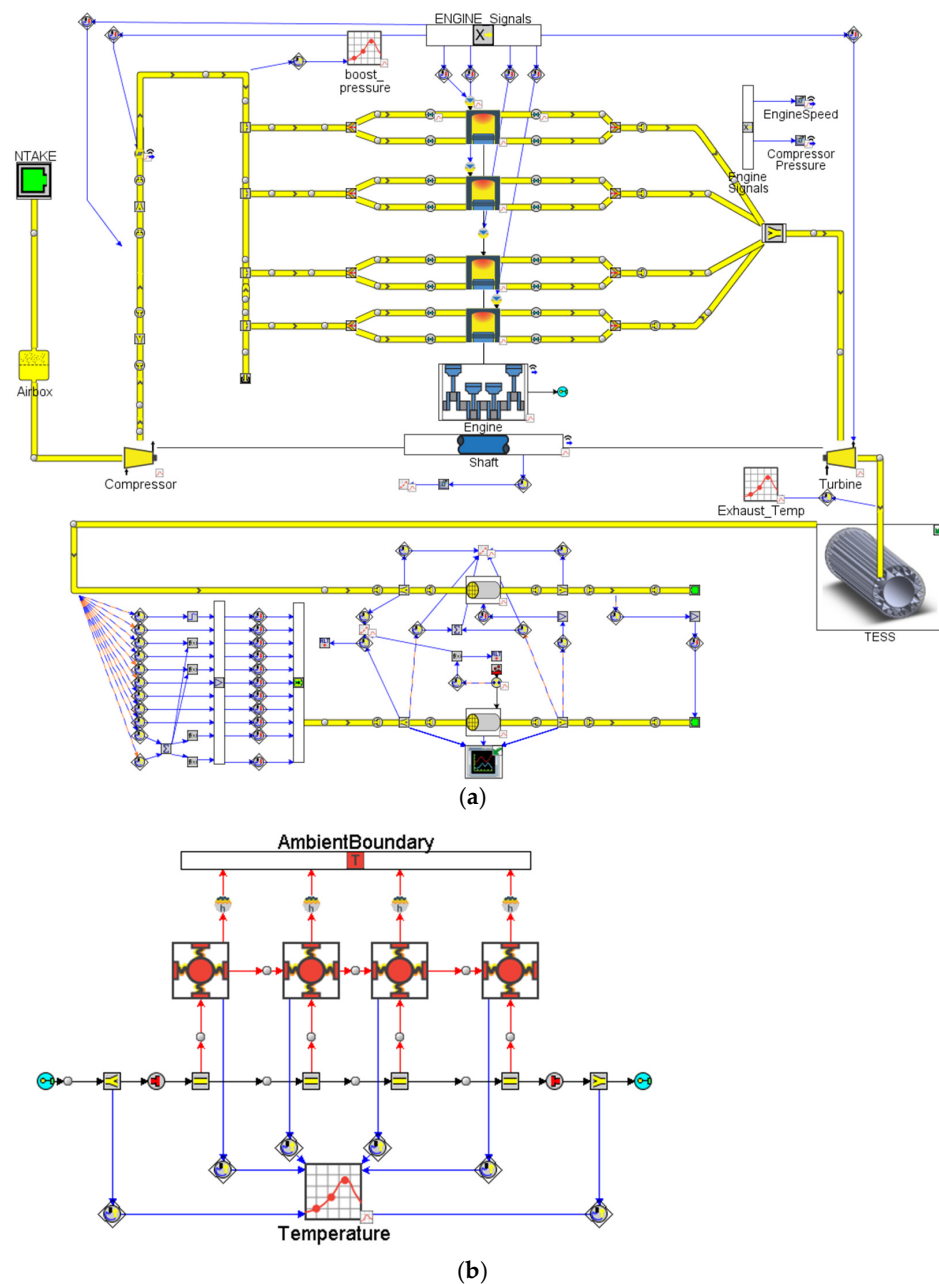 ENGINE_Signals
X
boost_
pressure
EngineSpeed
X
Compressor
Pressure
Engine
Signals
NTAKE
Airbox
Engine
Compressor
Shaft
Turbine
Exhaust_Temp
TESS
(a)
AmbientBoundary
T
h
h
h
h
Temperature
(b)